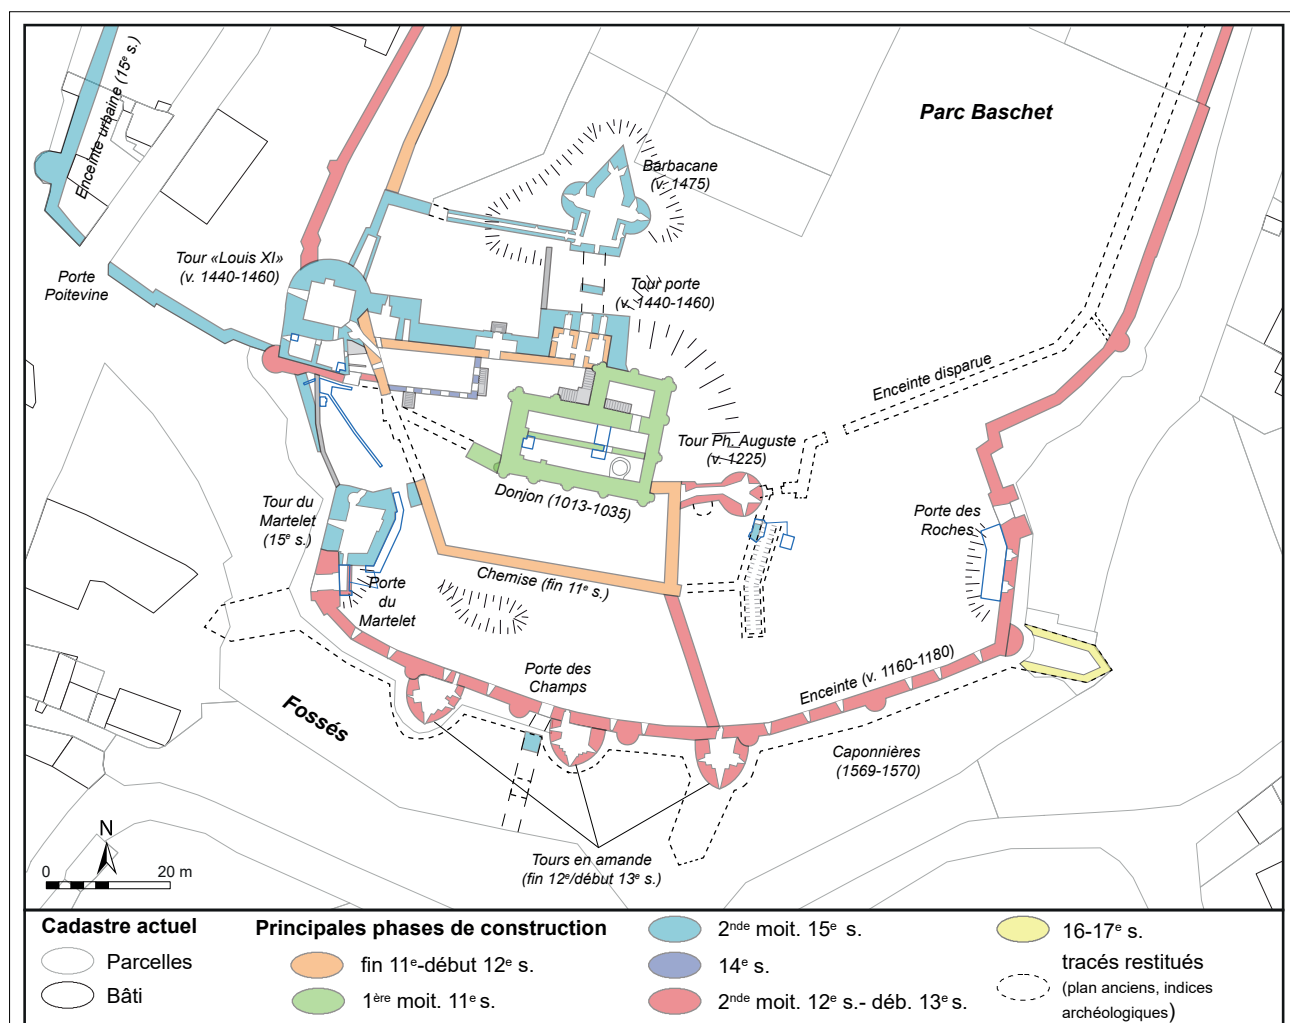 Enceinte urbaine (15e s.)
Parc Baschet
Barbacane
(v. 1475)
Tour «Louis XI»
(v. 1440-1460)
Porte
Poitevine
Tour porte
(v. 1440-1460)
Enceinte disparue
Tour Ph. Auguste
(v. 1225)
Donjon (1013-1035)
Tour du
Martelet
(15e s.)
Porte des
Roches
Chemise (fin 11e s.)
Porte
du
Martelet
Porte des
Champs
Enceinte (v. 1160-1180)
Fossés
Caponnières
(1569-1570)
Tours en amande
(fin 12e/début 13e s.)
N
0 20 m
Cadastre actuel
Parcelles
Bâti
Principales phases de construction
fin 11e-début 12e s.
1ère moit. 11e s.
2nde moit. 15e s.
14e s.
2nde moit. 12e s.- déb. 13e s.
16-17e s.
tracés restitués
(plan anciens, indices
archéologiques)